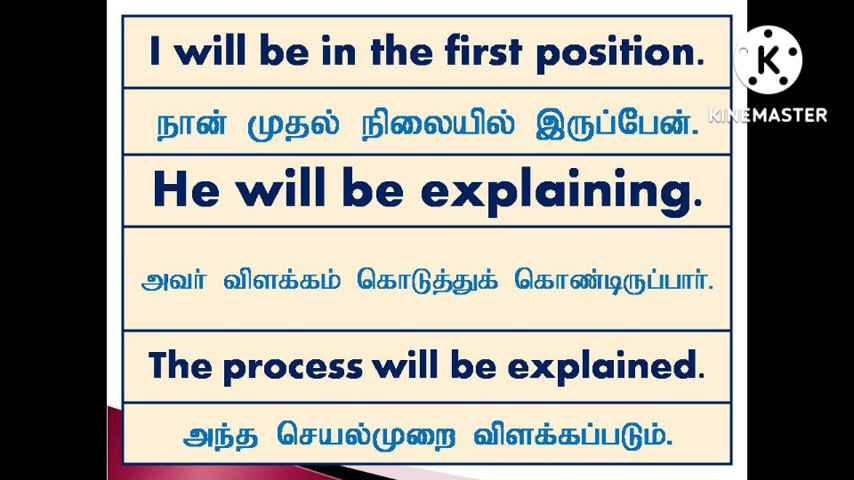 I will be in the first position.
நான் முதல் நிலையில் இருப்பேன்.
He will be explaining.
அவர் விளக்கம் கொடுத்துக் கொண்டிருப்பார்.
The process will be explained.
அந்த செயல்முறை விளக்கப்படும்.
K
KINEMASTER